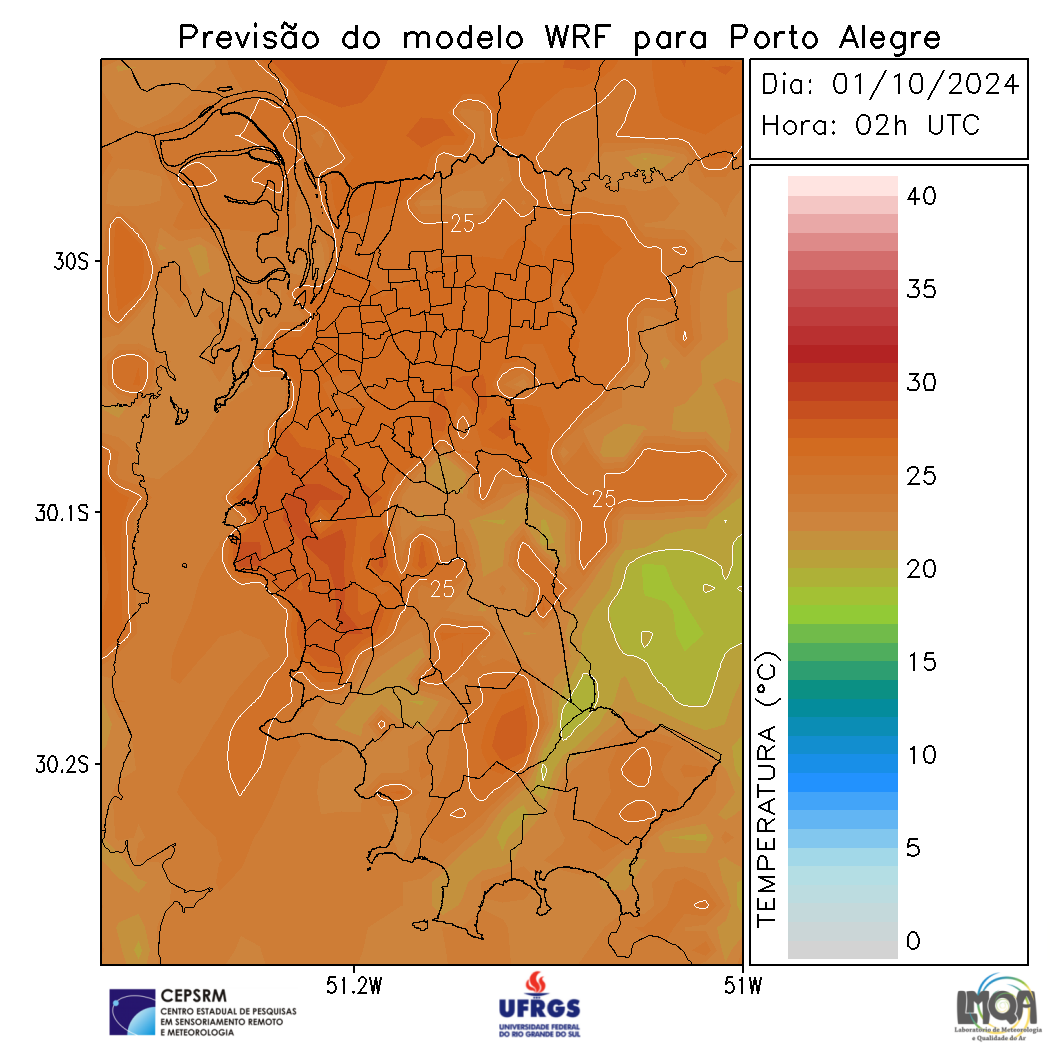 Previsão do modelo WRF para Porto Alegre
Dia: 01/10/2024
Hora: 02h UTC
30S
30.1S
30.2S
51.2W
51W
25
25
25
TEMPERATURA (°C)
40
35
30
25
20
15
10
5
0
CEPSRM
CENTRO ESTADUAL DE PESQUISAS
EM SENSORIAMENTO REMOTO
E METEOROLOGIA
UFRGS
UNIVERSIDADE FEDERAL
DO RIO GRANDE DO SUL
LMQA
Laboratório de Meteorologia
e Qualidade do Ar